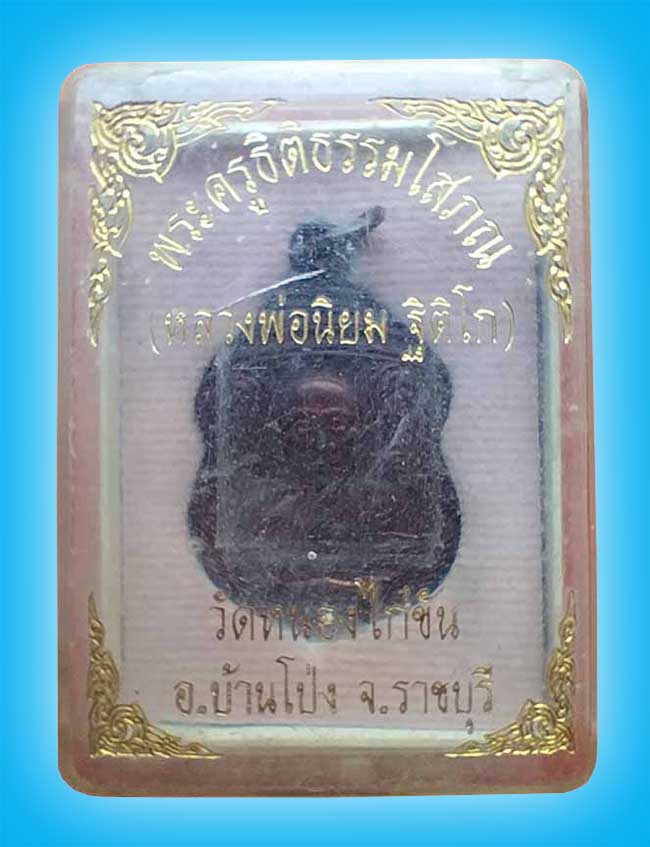 พระครูธิติธรรมโสภณ
(หลวงพ่อนิยม ฐิติโก)
วัดหนองไก่ขัน
อ.บ้านโป่ง จ.ราชบุรี